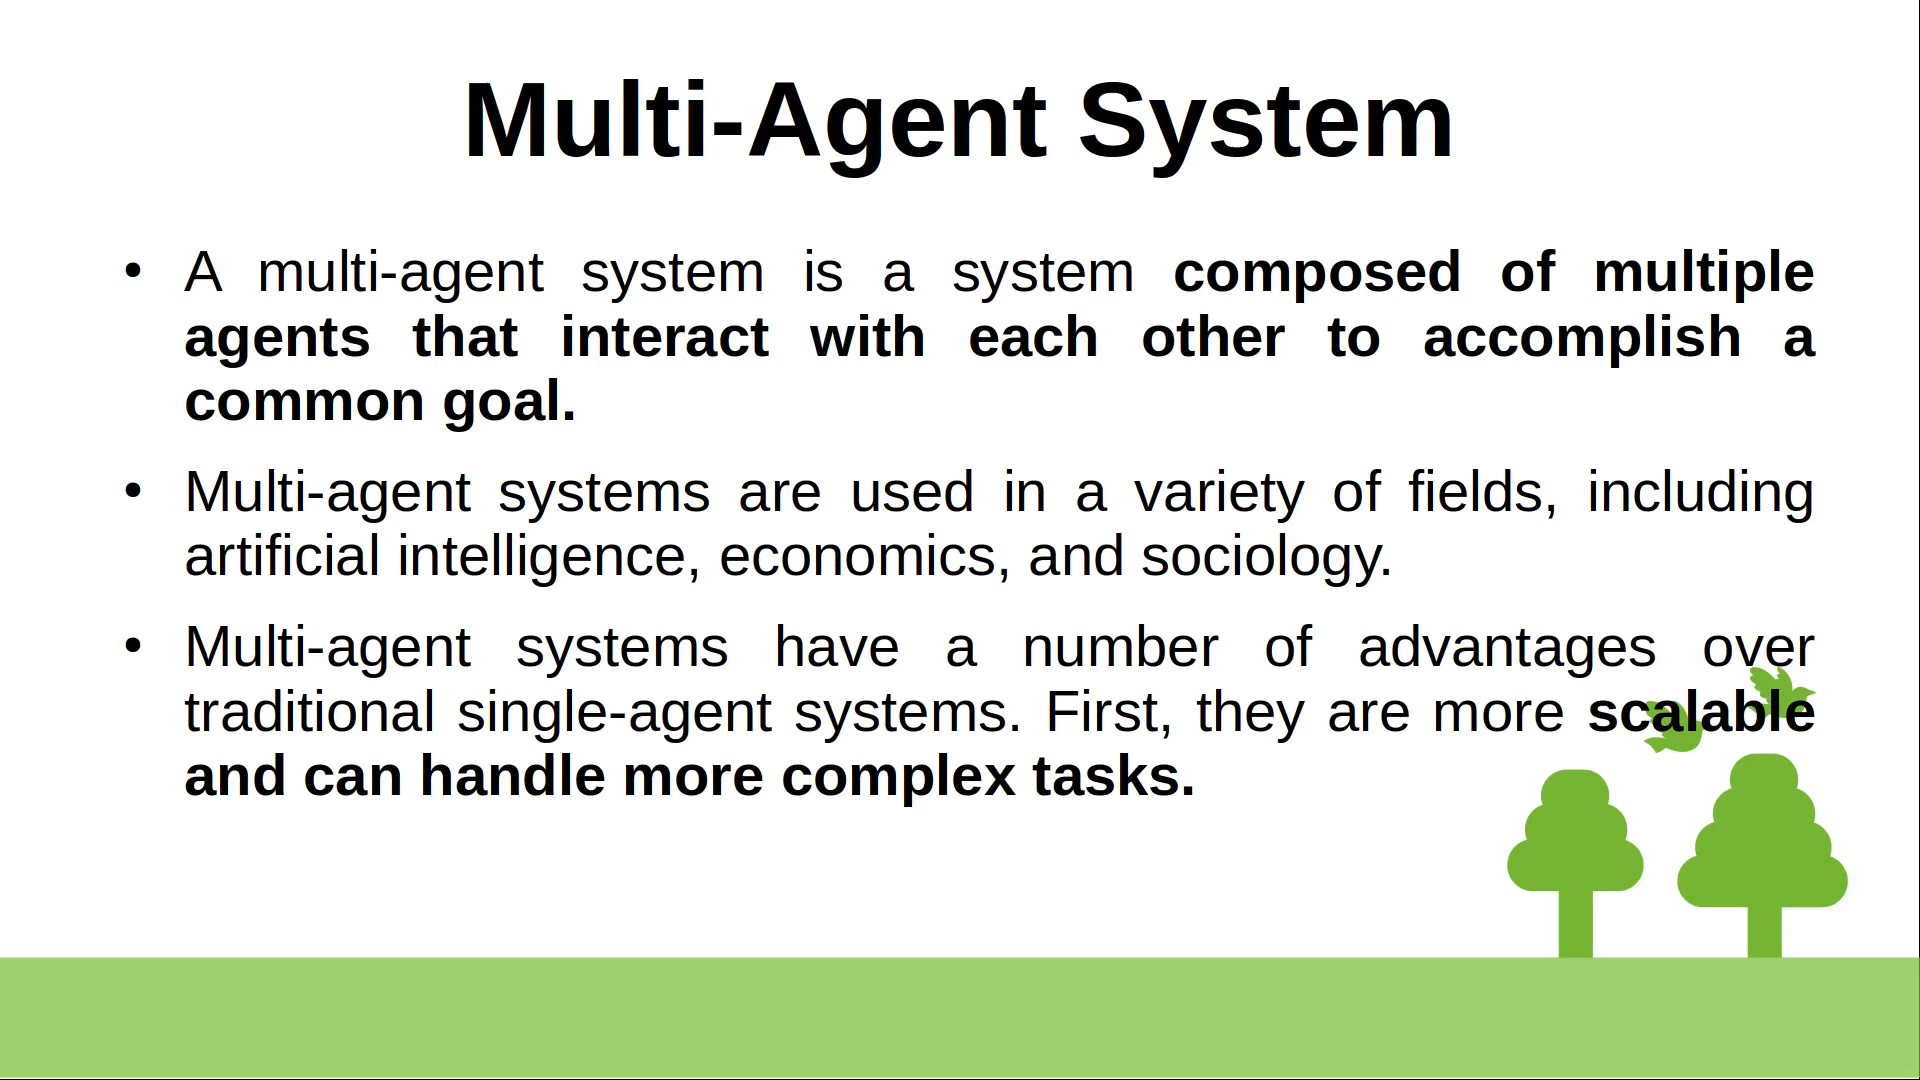 Multi-Agent System
• A multi-agent system is a system composed of multiple
agents that interact with each other to accomplish a
common goal.
• Multi-agent systems are used in a variety of fields, including
artificial intelligence, economics, and sociology.
• Multi-agent systems have a number of advantages over
traditional single-agent systems. First, they are more scalable
and can handle more complex tasks.